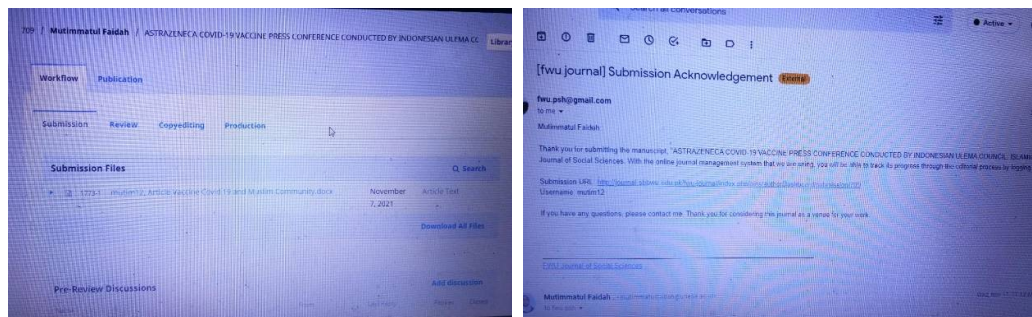 709 / Mutimmatul Faidah / ASTRAZENECA COVID-19 VACCINE PRESS CONFERENCE CONDUCTED BY INDONESIAN ULEMA CC
Librar
Workflow Publication
Submission Review Copyediting Production
Submission Files
Search
1773-1 mutim12, Article Vaccine Covid 19 and Muslim Community.docx
November 7, 2021
Article Text
Download All Files
Pre-Review Discussions
Add discussion
Search all conversations
Active
[fwu journal] Submission Acknowledgement External
fwu.psh@gmail.com
to me
Mutimmatul Faidah
Thank you for submitting the manuscript, "ASTRAZENECA COVID-19 VACCINE PRESS CONFERENCE CONDUCTED BY INDONESIAN ULEMA COUNCIL: ISLAMI
Journal of Social Sciences. With the online journal management system that we are using, you will be able to track its progress through the editorial process by logging
Submission URL:
Username: mutim12
If you have any questions, please contact me. Thank you for considering this journal as a venue for your work.
FWU Journal of Social Sciences
Mutimmatul Faidah